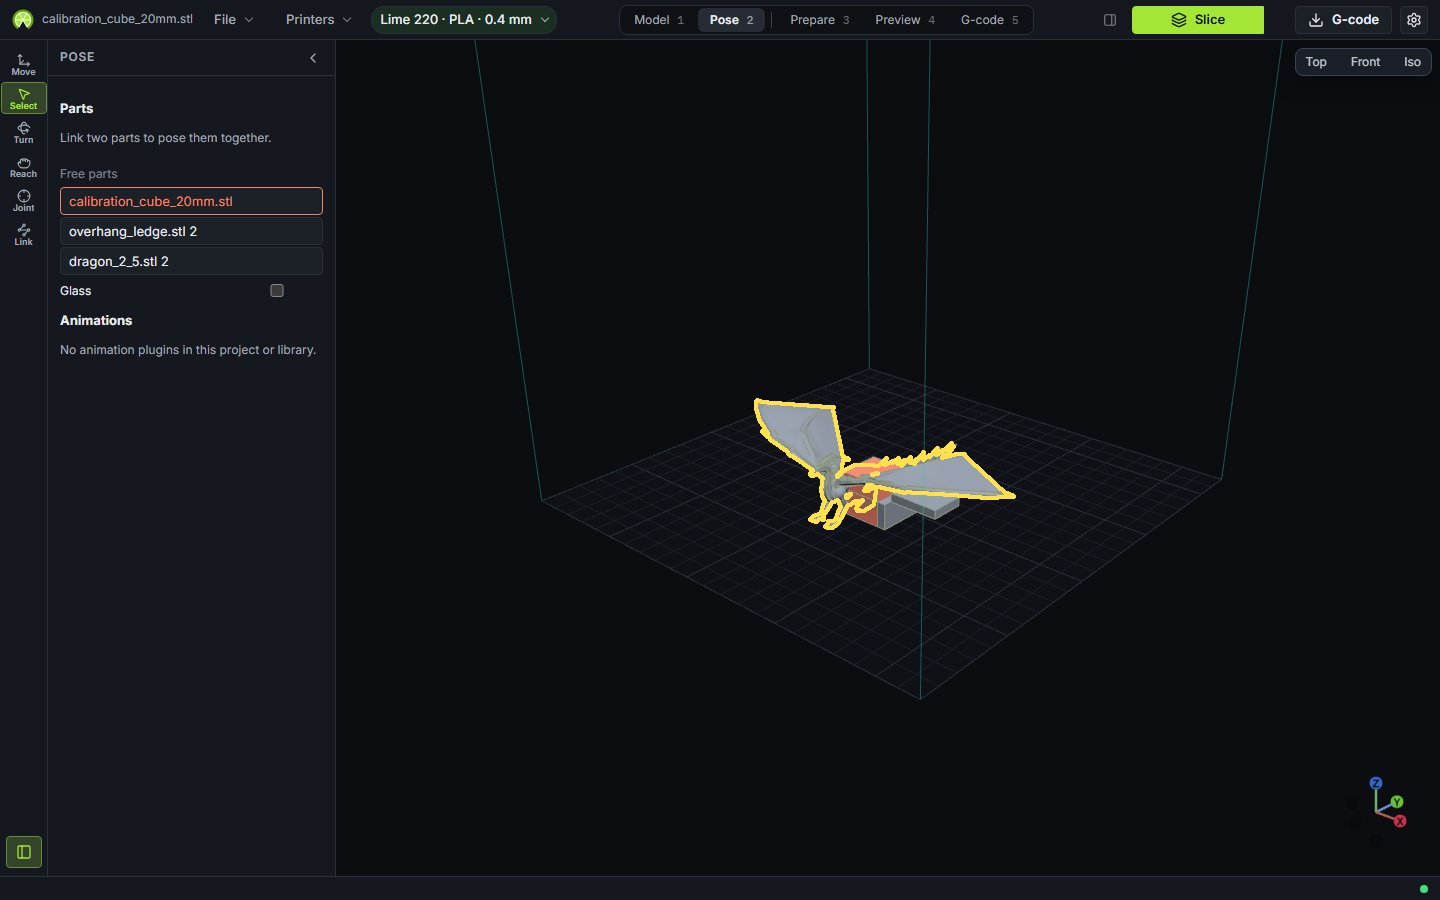 calibration_cube_20mm.stl File Printers Lime 220 · PLA · 0.4 mm Model 1 Pose 2 Prepare 3 Preview 4 G-code 5 Slice G-code
POSE
Top Front Iso
Move
Select
Turn
Reach
Joint
Link
Parts
Link two parts to pose them together.
Free parts
calibration_cube_20mm.stl
overhang_ledge.stl 2
dragon_2_5.stl 2
Glass
Animations
No animation plugins in this project or library.
Z
Y
X